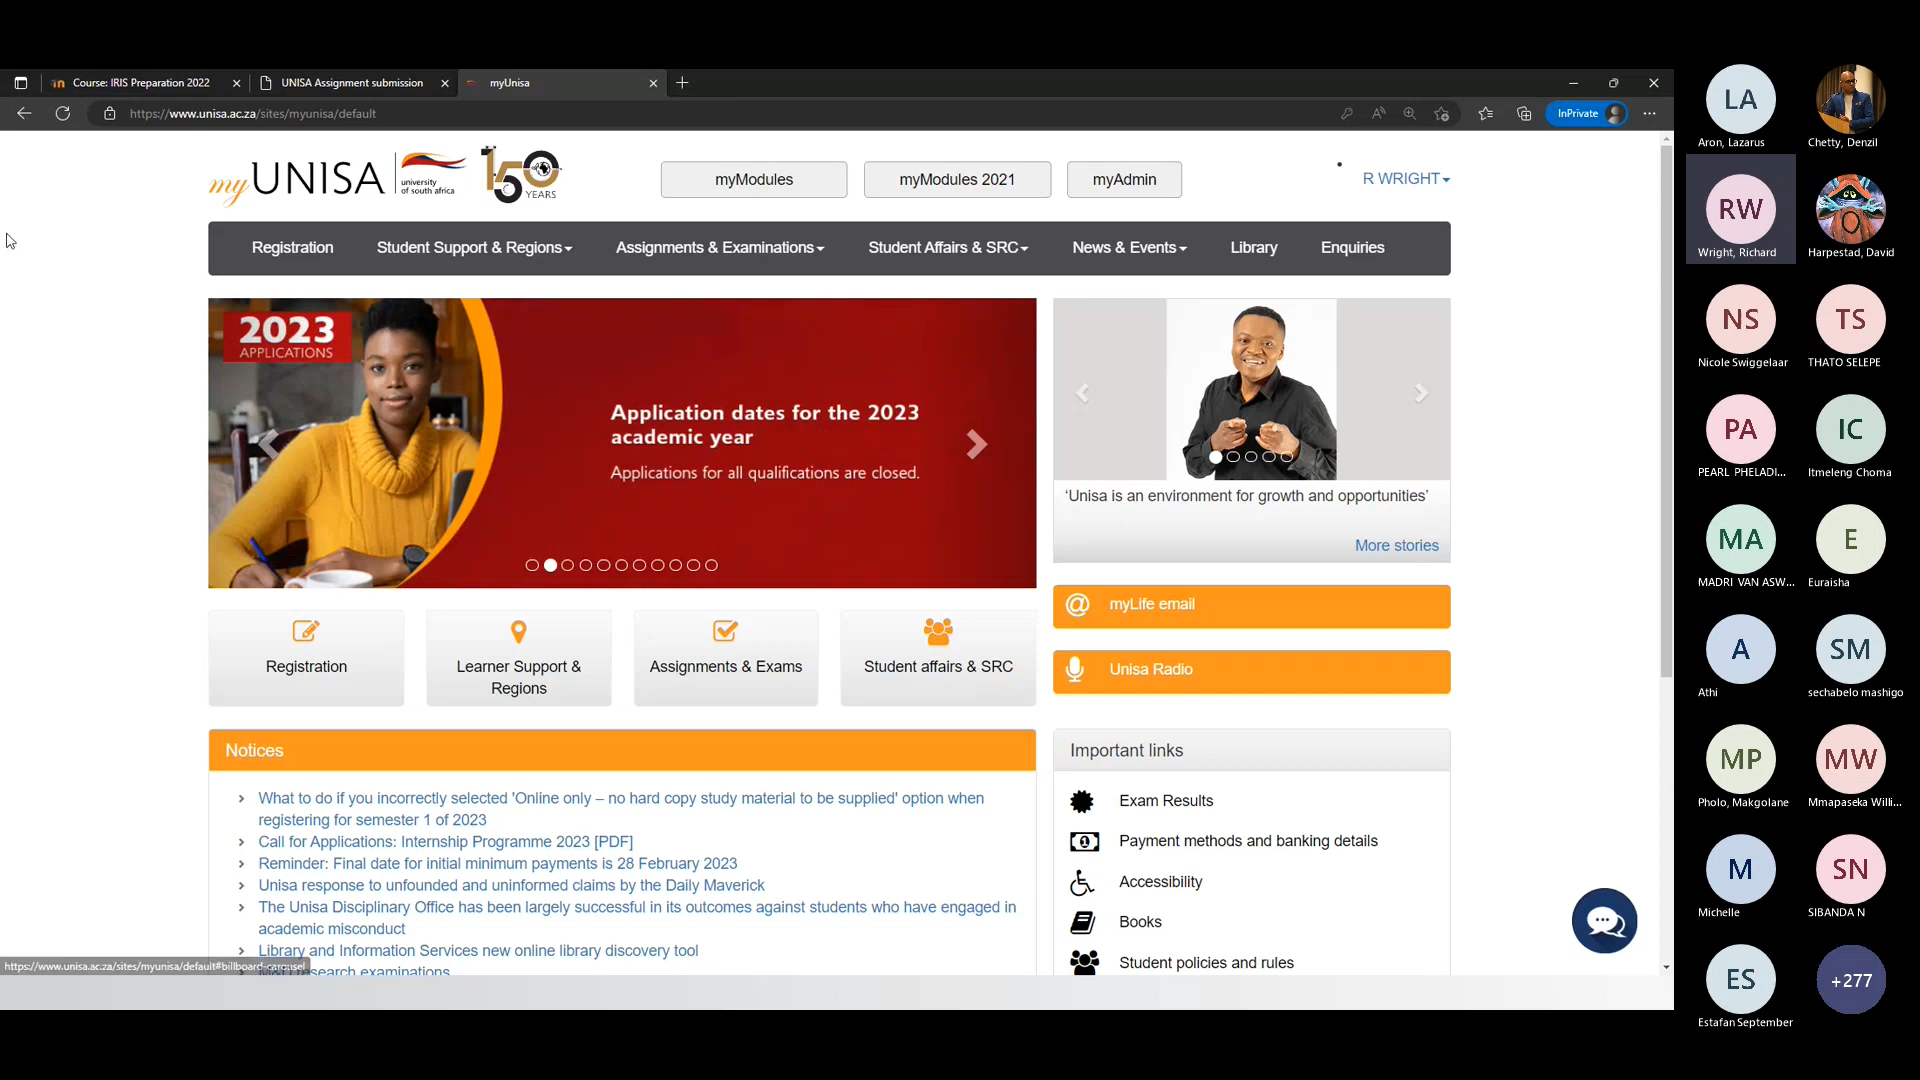 Course: IRIS Preparation 2022
UNISA Assignment submission
myUnisa
https://www.unisa.ac.za/sites/myunisa/default
InPrivate
myUNISA
university
of south africa
150
YEARS
myModules
myModules 2021
myAdmin
R WRIGHT
Registration
Student Support & Regions
Assignments & Examinations
Student Affairs & SRC
News & Events
Library
Enquiries
2023
APPLICATIONS
Application dates for the 2023
academic year
Applications for all qualifications are closed.
‘Unisa is an environment for growth and opportunities’
More stories
@ myLife email
Unisa Radio
Registration
Learner Support &
Regions
Assignments & Exams
Student affairs & SRC
Notices
What to do if you incorrectly selected 'Online only – no hard copy study material to be supplied' option when
registering for semester 1 of 2023
Call for Applications: Internship Programme 2023 [PDF]
Reminder: Final date for initial minimum payments is 28 February 2023
Unisa response to unfounded and uninformed claims by the Daily Maverick
The Unisa Disciplinary Office has been largely successful in its outcomes against students who have engaged in
academic misconduct
Library and Information Services new online library discovery tool
research examinations
https://www.unisa.ac.za/sites/myunisa/default#billboard-carousel
Important links
Exam Results
Payment methods and banking details
Accessibility
Books
Student policies and rules
LA
Aron, Lazarus
Chetty, Denzil
RW
Wright, Richard
Harpestad, David
NS
Nicole Swiggelaar
TS
THATO SELEPE
PA
PEARL PHELADI...
IC
Itmeleng Choma
MA
MADRI VAN ASW...
E
Euraisha
A
Athi
SM
sechabelo mashigo
MP
Pholo, Makgolane
MW
Mmapaseka Willi...
M
Michelle
SN
SIBANDA N
ES
Estafan September
+277